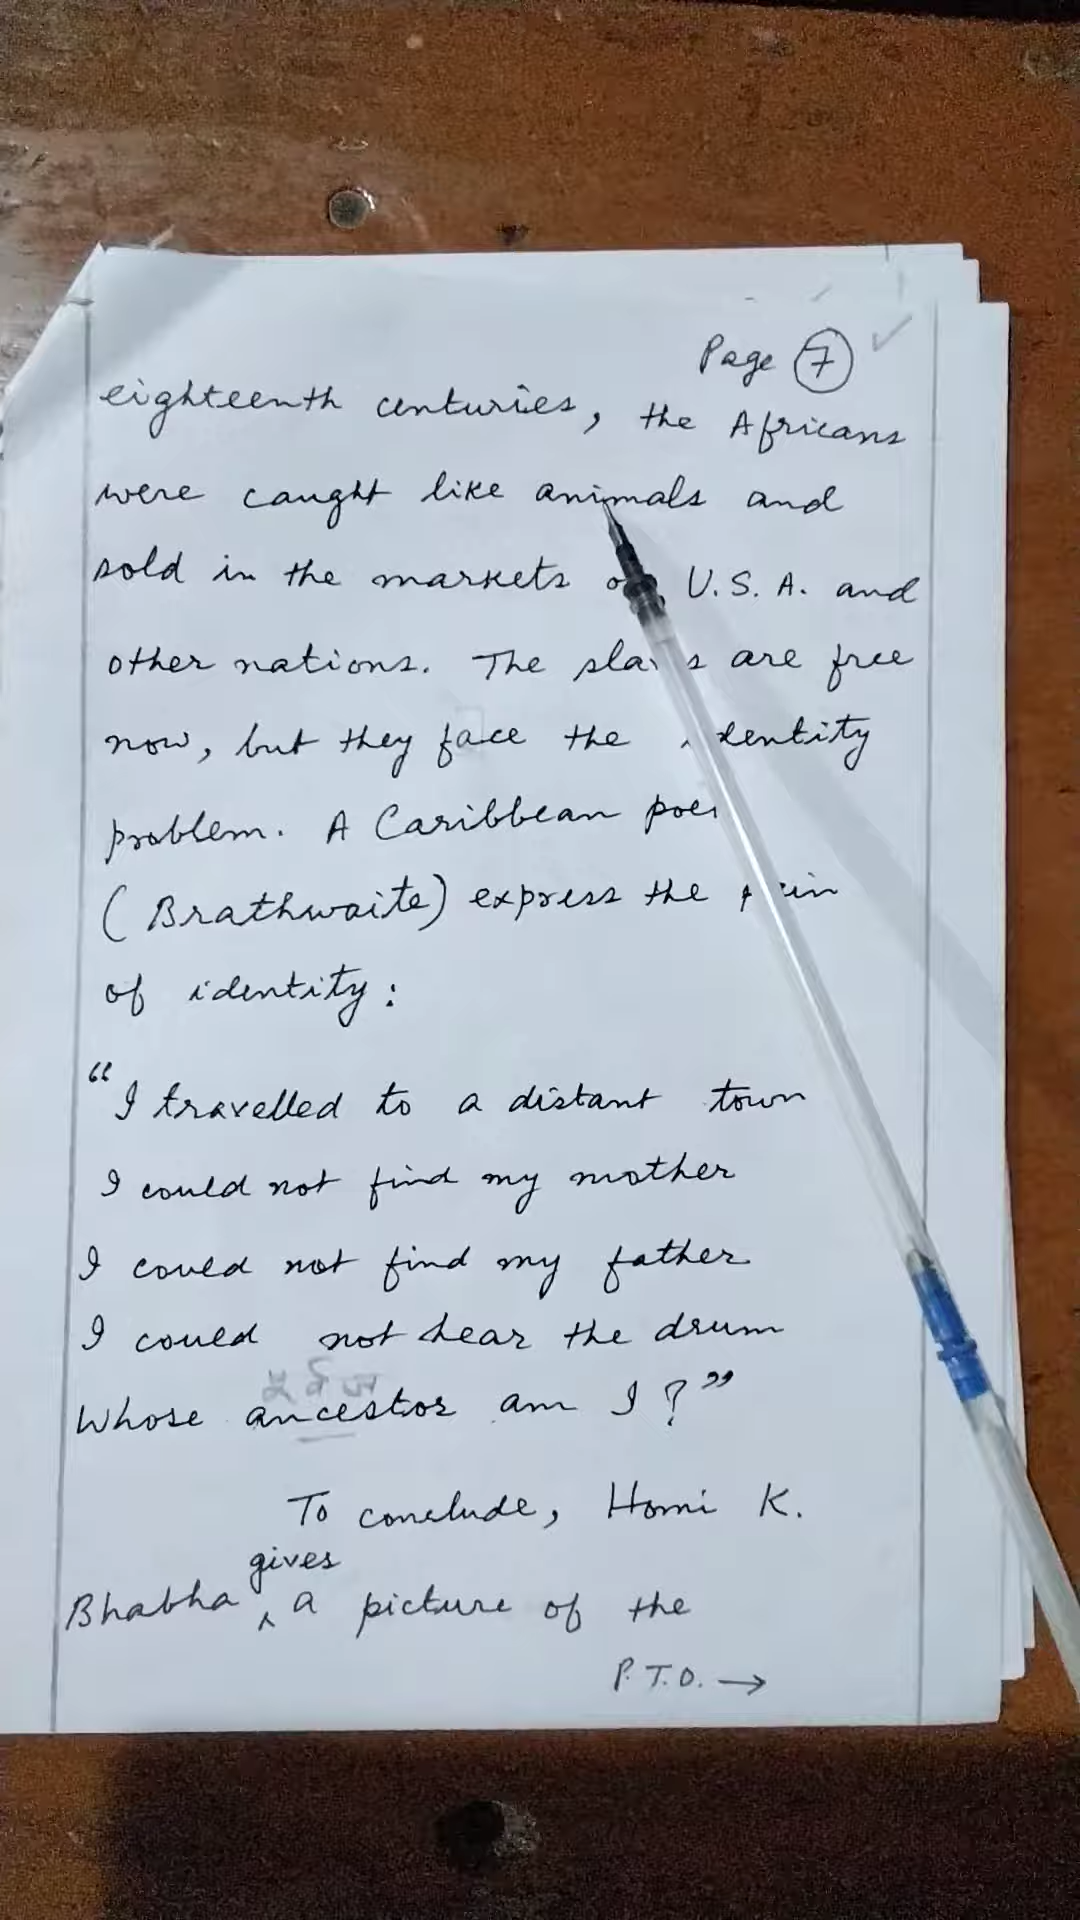 Page 7
eighteenth centuries, the Africans
were caught like animals and
sold in the markets U.S.A. and
other nations. The are free
now, but they face the
problem. A Caribbean
(Brathwaite) express the
of identity:
"I travelled to a distant town
I could not find my mother
I could not find my father
I could not hear the drum
Whose ancestor am I?"
To conclude, Homi K.
gives
Bhabha ^ a picture of the
P.T.O. →